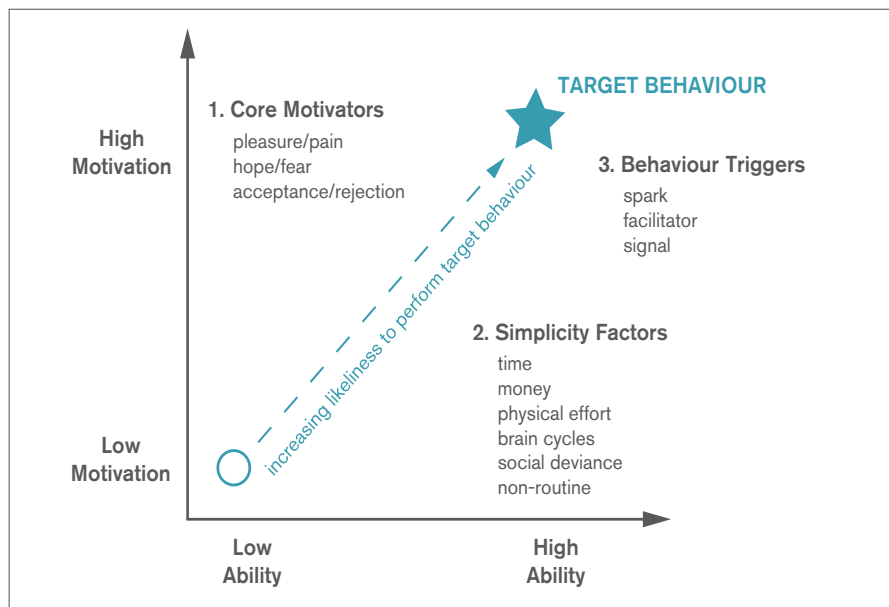 TARGET BEHAVIOUR
1. Core Motivators
pleasure/pain
hope/fear
acceptance/rejection
High
Motivation
3. Behaviour Triggers
spark
facilitator
signal
increasing likeliness to perform target behaviour
2. Simplicity Factors
time
money
physical effort
brain cycles
social deviance
non-routine
Low
Motivation
Low
Ability
High
Ability